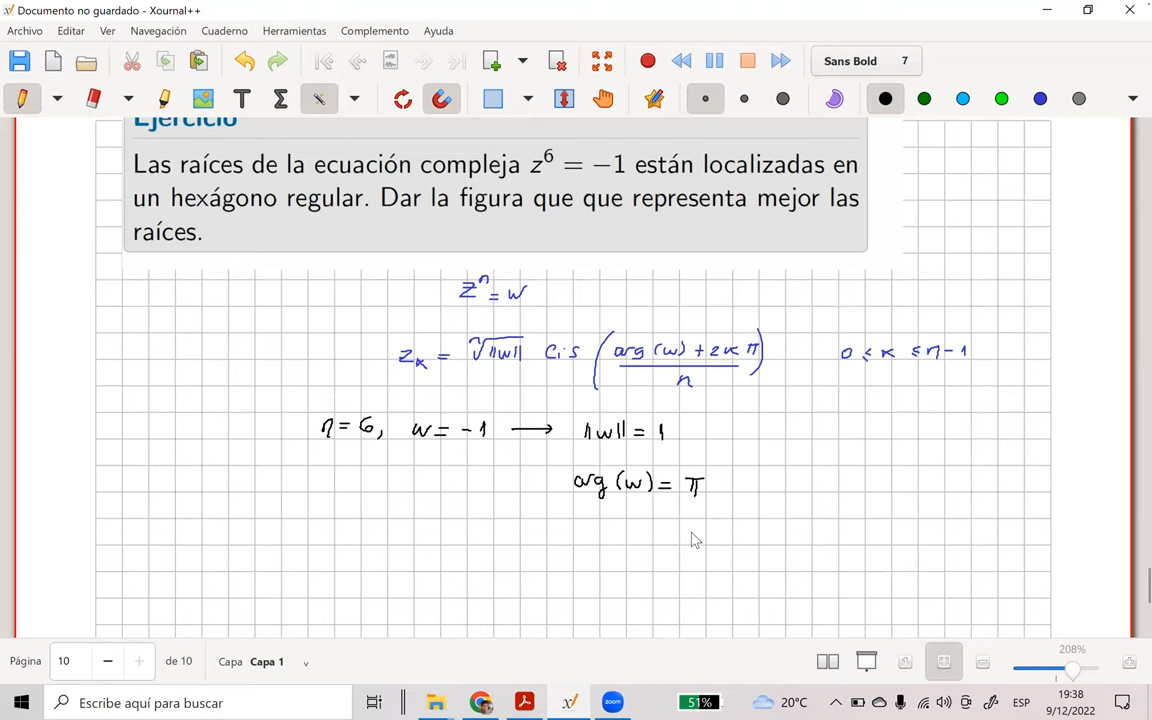 Documento no guardado - Xournal++
Archivo Editar Ver Navegación Cuaderno Herramientas Complemento Ayuda
Sans Bold 7
Ejercicio
Las raíces de la ecuación compleja z^6 = −1 están localizadas en
un hexágono regular. Dar la figura que que representa mejor las
raíces.
z^n = w
z_k = ⁿ√‖w‖ cis ( (arg (w) + 2kπ) / n ) 0 ≤ k ≤ n-1
n = 6, w = -1 → ‖w‖ = 1
arg (w) = π
Página 10 de 10 Capa Capa 1 208%
Escribe aquí para buscar 51% 20°C ESP 19:38
zoom 9/12/2022